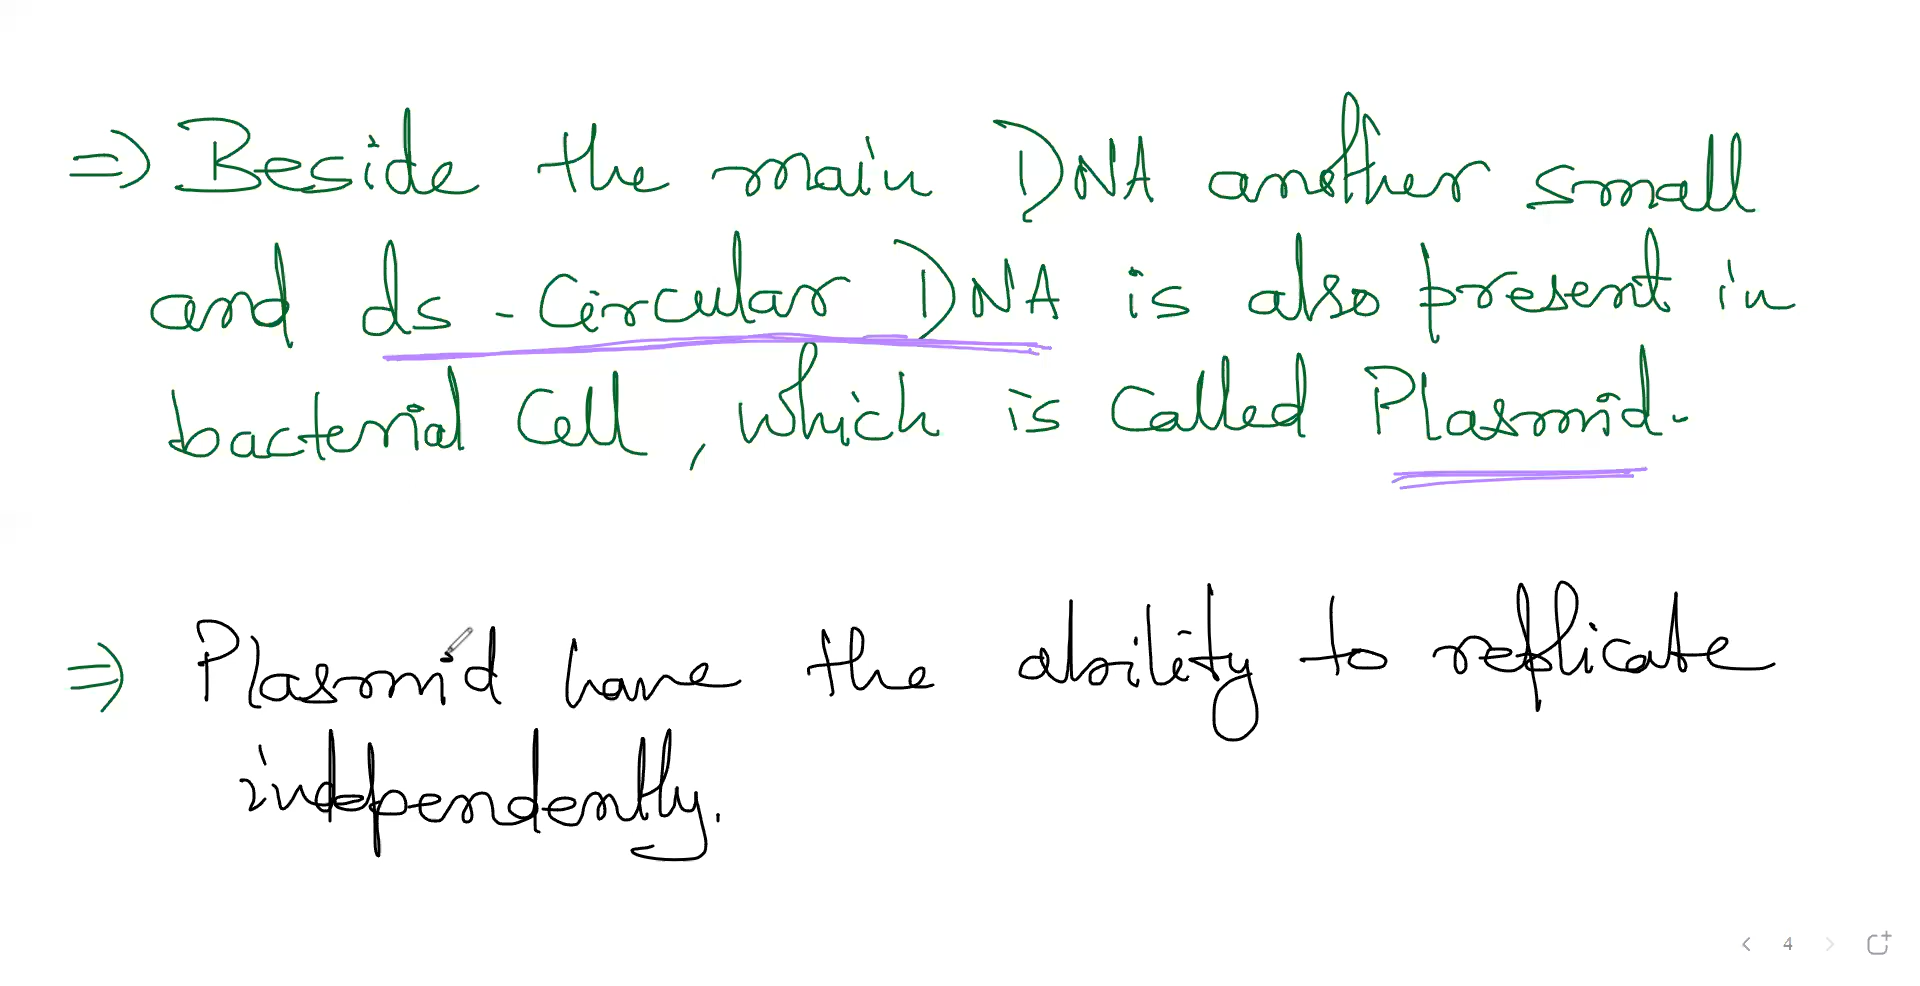 ⇒ Beside the main DNA another small
and ds - Circular DNA is also present in
bacterial Cell, which is Called Plasmid.
⇒ Plasmid have the ability to replicate
independently.
4